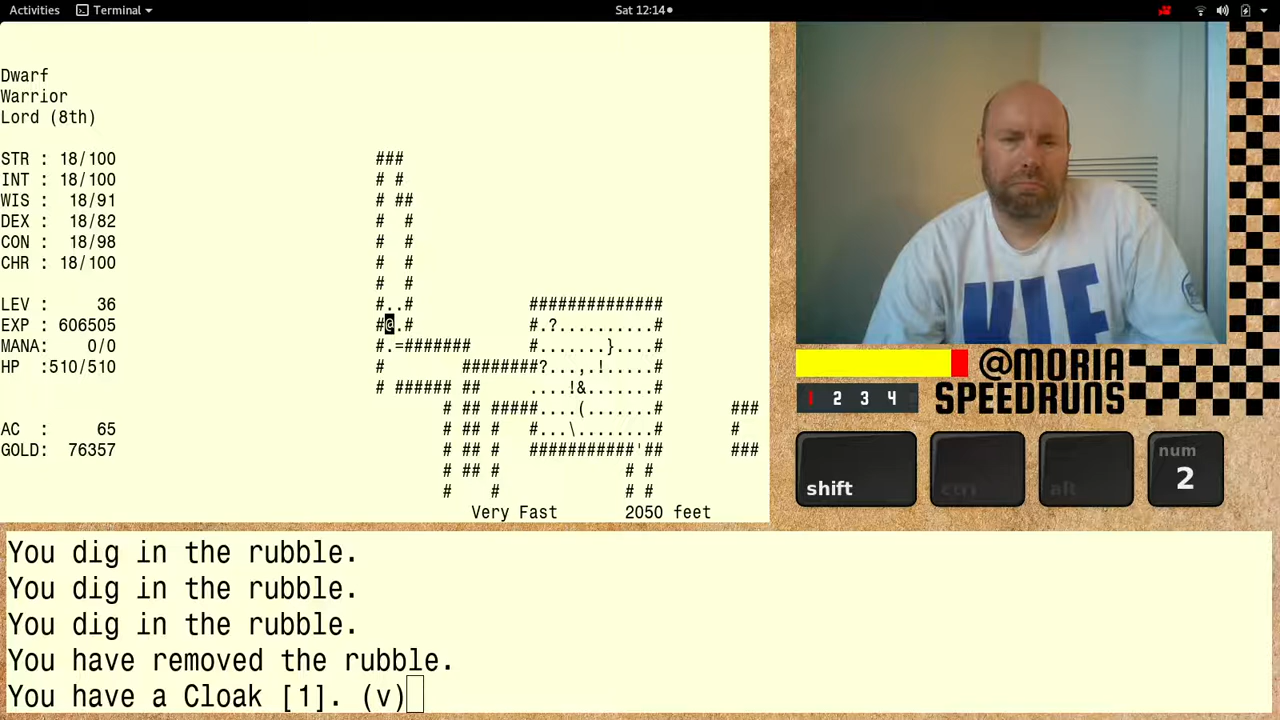 Activities Terminal Sat 12:14
Dwarf
Warrior
Lord (8th)
STR : 18/100
INT : 18/100
WIS : 18/91
DEX : 18/82
CON : 18/98
CHR : 18/100
LEV : 36
EXP : 606505
MANA: 0/0
HP :510/510
AC : 65
GOLD: 76357
###
# #
# ##
# #
# #
# #
# #
#..# ##############
#@.# #.?..........#
#.=####### #.......}....#
# ########?...,.!.....#
# ###### ## ....!&.......#
# ## #####....(.......# ###
# ## # #...\........# #
# ## # ###########'## ###
# ## # # #
# # # #
Very Fast 2050 feet
VIF
@MORIA
SPEEDRUNS
1 2 3 4
shift ctrl alt num 2
You dig in the rubble.
You dig in the rubble.
You dig in the rubble.
You have removed the rubble.
You have a Cloak [1]. (v)